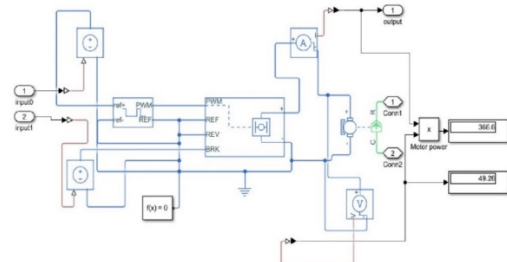 1
output
A
1
input0
2
input1
ref+
ref-
PWM
REF
PWM
REF
REV
BRK
R
C
1
Conn1
2
Conn2
x
Motor power
366.6
49.26
f(x) = 0
V